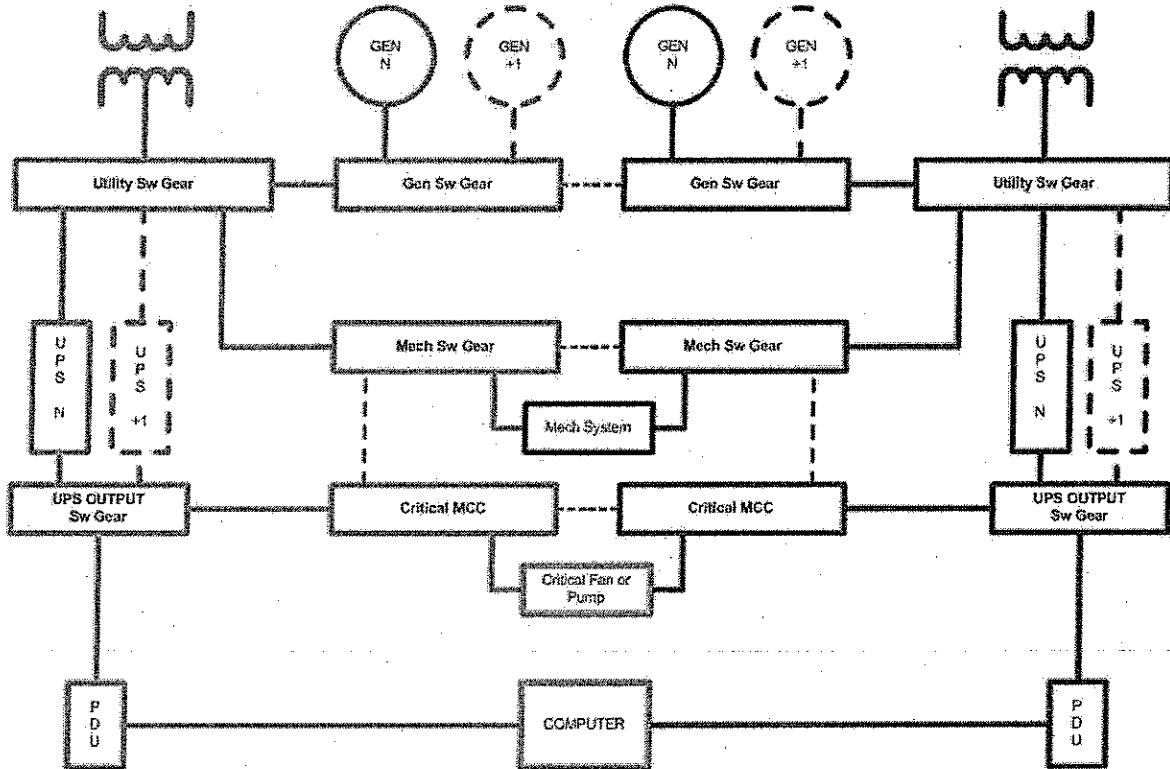 GEN
N
GEN
+1
GEN
N
GEN
+1
Utility Sw Gear
Gen Sw Gear
Gen Sw Gear
Utility Sw Gear
U
P
S
N
U
P
S
+1
Mech Sw Gear
Mech Sw Gear
U
P
S
N
U
P
S
+1
Mech System
UPS OUTPUT
Sw Gear
Critical MCC
Critical MCC
UPS OUTPUT
Sw Gear
Critical Fan or
Pump
P
D
U
COMPUTER
P
D
U